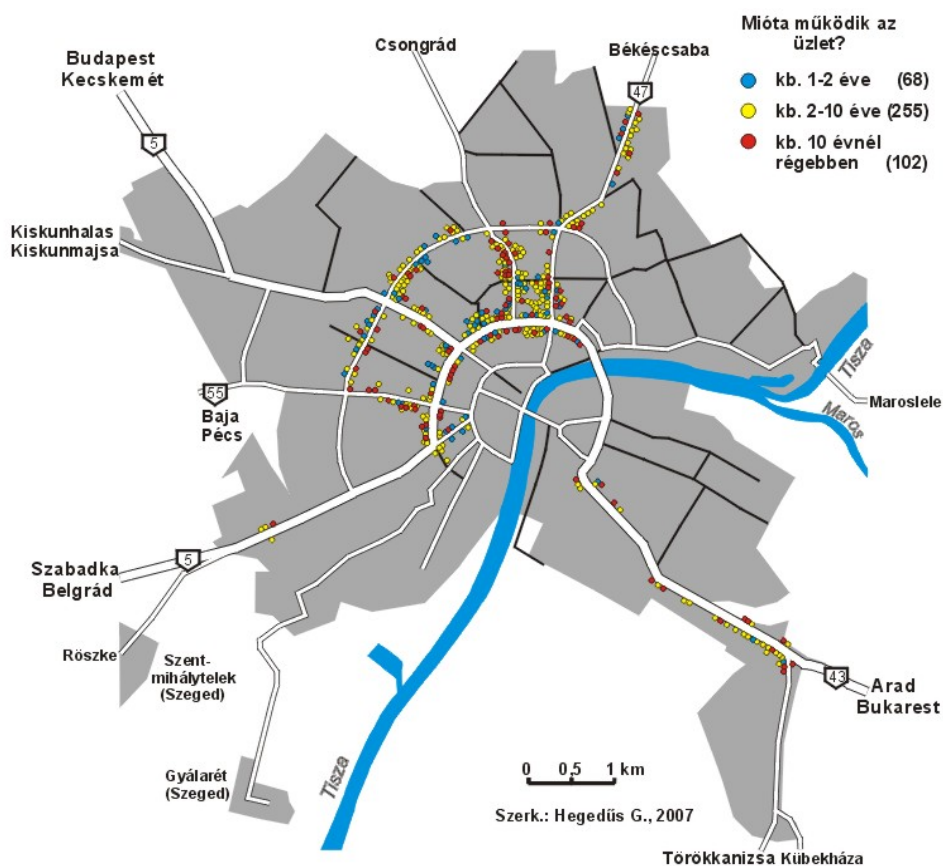 Mióta működik az
üzlet?
kb. 1-2 éve (68)
kb. 2-10 éve (255)
kb. 10 évnél
régebben (102)
Csongrád
Békéscsaba
47
Budapest
Kecskemét
5
Kiskunhalas
Kiskunmajsa
55
Baja
Pécs
Tisza
Maroslele
Maros
5
Szabadka
Belgrád
Röszke
Szent-
mihálytelek
(Szeged)
43
Arad
Bukarest
Gyálarét
(Szeged)
Tisza
0 0,5 1 km
Szerk.: Hegedűs G., 2007
Törökkanizsa Kübekháza